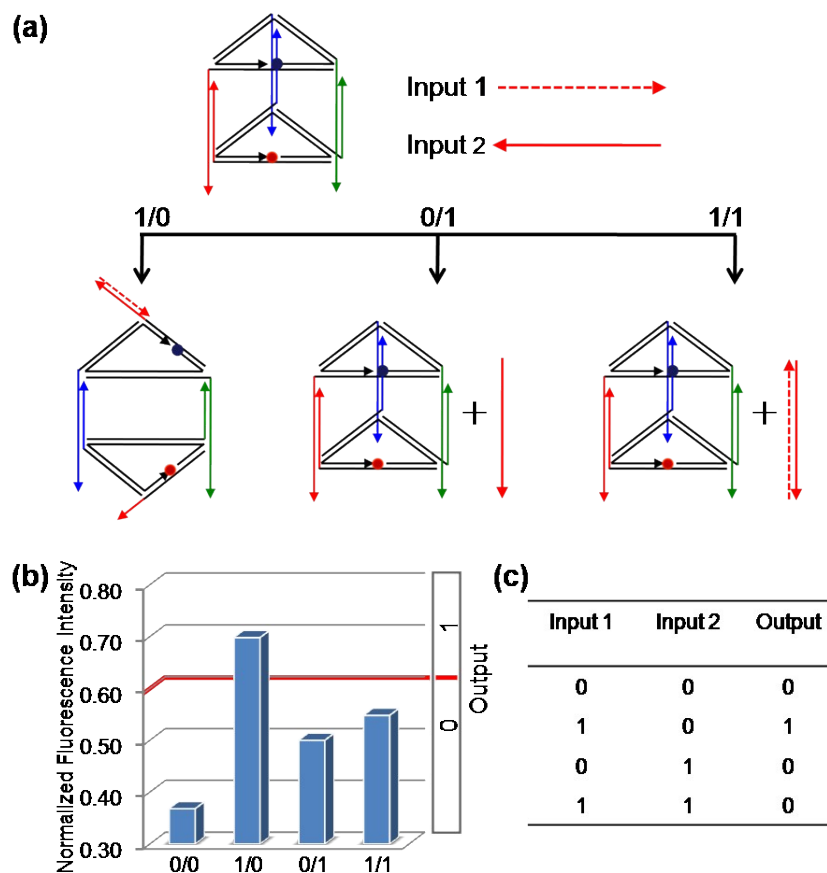 (a)
Input 1
Input 2
1/0 0/1 1/1
+ +
(b)
Normalized Fluorescence Intensity
0.80
0.70
0.60
0.50
0.40
0.30
0/0 1/0 0/1 1/1
1
0
Output
(c)
Input 1 Input 2 Output
0 0 0
1 0 1
0 1 0
1 1 0